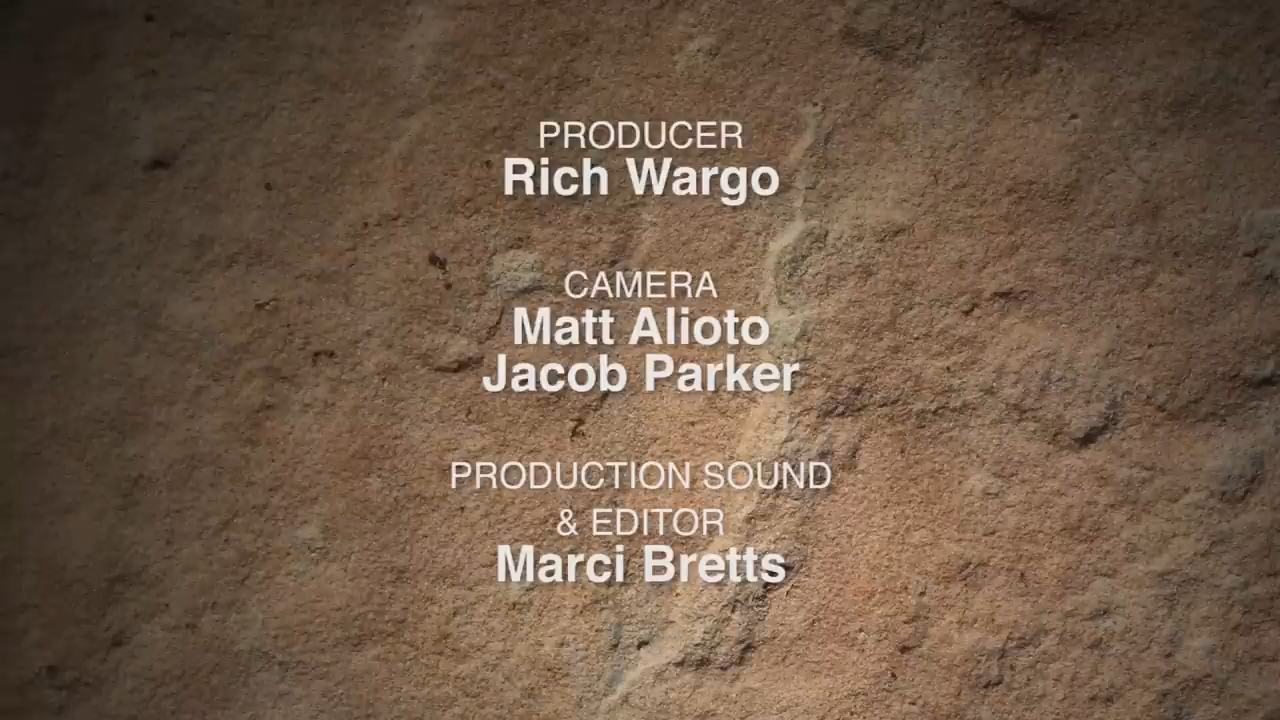 PRODUCER
Rich Wargo
CAMERA
Matt Alioto
Jacob Parker
PRODUCTION SOUND
& EDITOR
Marci Bretts